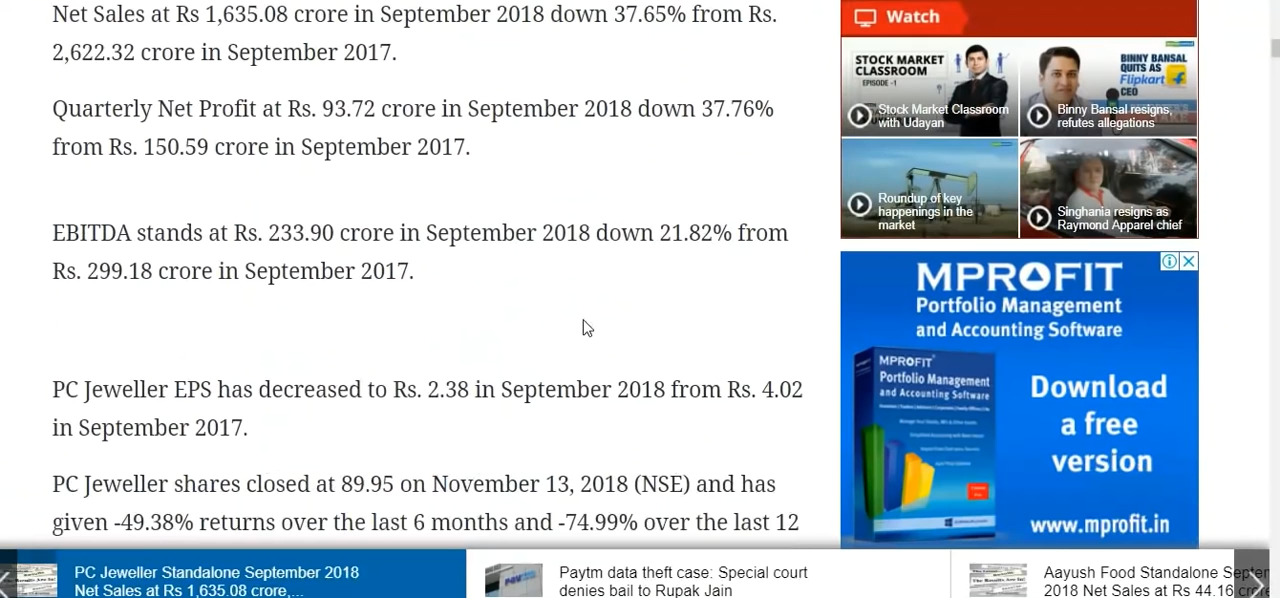 Net Sales at Rs 1,635.08 crore in September 2018 down 37.65% from Rs.
2,622.32 crore in September 2017.
Quarterly Net Profit at Rs. 93.72 crore in September 2018 down 37.76%
from Rs. 150.59 crore in September 2017.
EBITDA stands at Rs. 233.90 crore in September 2018 down 21.82% from
Rs. 299.18 crore in September 2017.
PC Jeweller EPS has decreased to Rs. 2.38 in September 2018 from Rs. 4.02
in September 2017.
PC Jeweller shares closed at 89.95 on November 13, 2018 (NSE) and has
given -49.38% returns over the last 6 months and -74.99% over the last 12
Watch
STOCK MARKET
CLASSROOM
EPISODE -1
Stock Market Classroom
with Udayan
BINNY BANSAL
QUITS AS
Flipkart
CEO
Binny Bansal resigns,
refutes allegations
Roundup of key
happenings in the
market
Singhania resigns as
Raymond Apparel chief
MPROFIT
Portfolio Management
and Accounting Software
MPROFIT
Portfolio Management
and Accounting Software
Download
a free
version
www.mprofit.in
PC Jeweller Standalone September 2018
Net Sales at Rs 1,635.08 crore,...
Paytm data theft case: Special court
denies bail to Rupak Jain
Aayush Food Standalone Septem
2018 Net Sales at Rs 44.16 crore